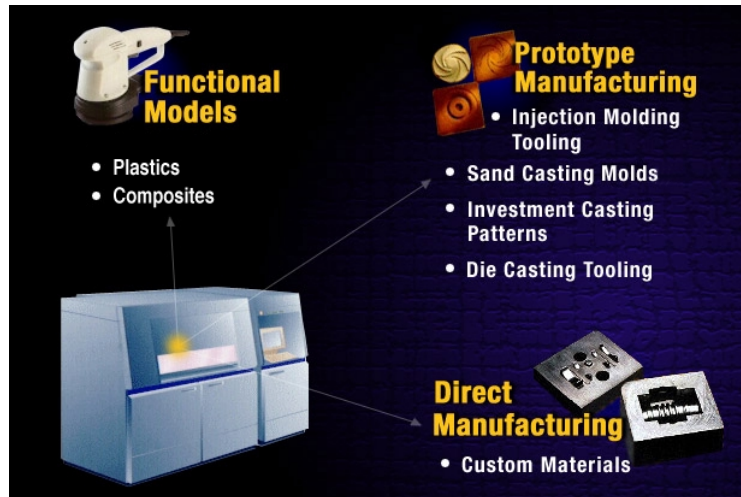 Functional
Models
• Plastics
• Composites
Prototype
Manufacturing
• Injection Molding
Tooling
• Sand Casting Molds
• Investment Casting
Patterns
• Die Casting Tooling
Direct
Manufacturing
• Custom Materials